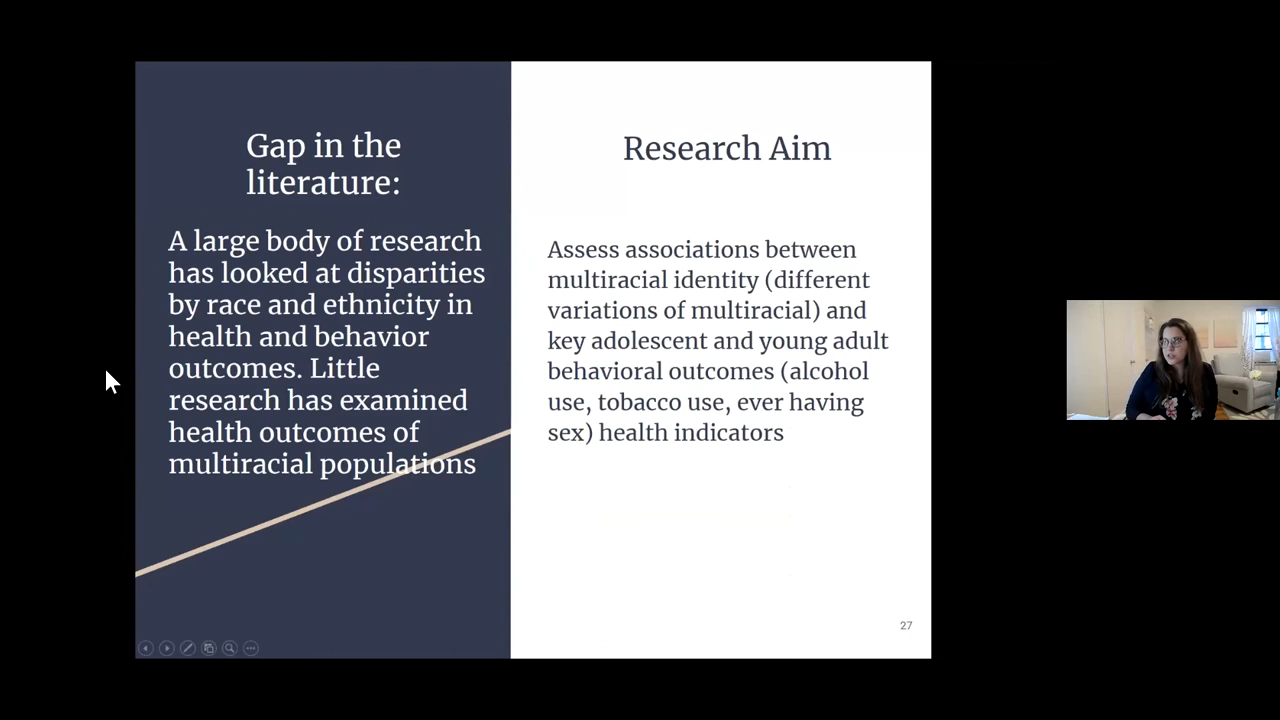 Gap in the
literature:
A large body of research
has looked at disparities
by race and ethnicity in
health and behavior
outcomes. Little
research has examined
health outcomes of
multiracial populations
Research Aim
Assess associations between
multiracial identity (different
variations of multiracial) and
key adolescent and young adult
behavioral outcomes (alcohol
use, tobacco use, ever having
sex) health indicators
27